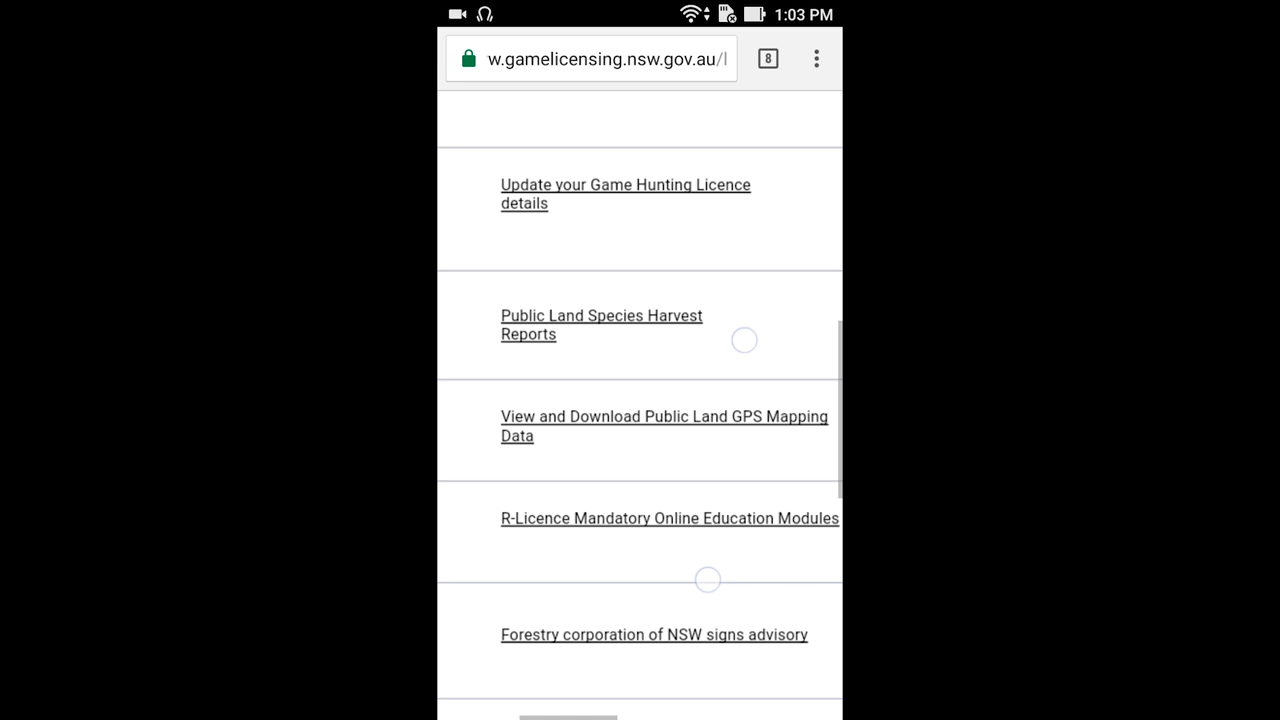 1:03 PM
w.gamelicensing.nsw.gov.au/l
8
Update your Game Hunting Licence
details
Public Land Species Harvest
Reports
View and Download Public Land GPS Mapping
Data
R-Licence Mandatory Online Education Modules
Forestry corporation of NSW signs advisory